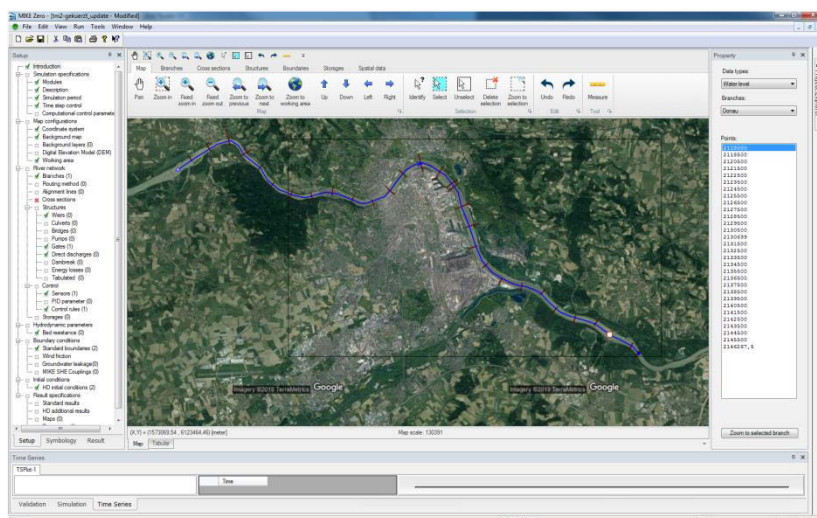 MIKE Zero - [tm2-gekuerzt_update - Modified]
File Edit View Run Tools Window Help
Setup
Introduction
Simulation specifications
Modules
Description
Simulation period
Time step control
Computational control paramete
Map configurations
Coordinate system
Background map
Background layers (0)
Digital Elevation Model (DEM)
Working area
River network
Branches (1)
Routing method (0)
Alignment lines (0)
Cross sections
Structures
Weirs (0)
Culverts (0)
Bridges (0)
Pumps (0)
Gates (1)
Direct discharges (0)
Dambreak (0)
Energy losses (0)
Tabulated (0)
Control
Sensors (1)
PID parameter (0)
Control rules (1)
Storages (0)
Hydrodynamic parameters
Bed resistance (0)
Boundary conditions
Standard boundaries (2)
Wind friction
Groundwater leakage(0)
MIKE SHE Couplings (0)
Initial conditions
HD initial conditions (2)
Result specifications
Standard results
HD additional results
Maps (0)
Setup Symbology Result
Map Branches Cross sections Structures Boundaries Storages Spatial data
Pan
Zoom in
Fixed zoom in
Fixed zoom out
Zoom to previous
Zoom to next
Zoom to working area
Up
Down
Left
Right
Identify
Select
Unselect
Delete selection
Zoom to selection
Undo
Redo
Measure
Map Selection Edit Tool
Imagery ©2019 TerraMetrics Google
Imagery ©2019 TerraMetrics Google
Map scale: 130391
Map Tabular
Property
Data types:
Water level
Branches:
Donau
Points:
2119500
2120500
2121500
2122500
2123500
2124500
2125500
2126500
2127500
2128500
2129500
2130500
2131500
2132500
2133500
2134500
2135500
2136500
2137500
2138500
2139500
2140500
2141500
2142500
2143500
2144500
2145500
Zoom to selected branch
Time Series
TSPlot-1
Time
Validation Simulation Time Series